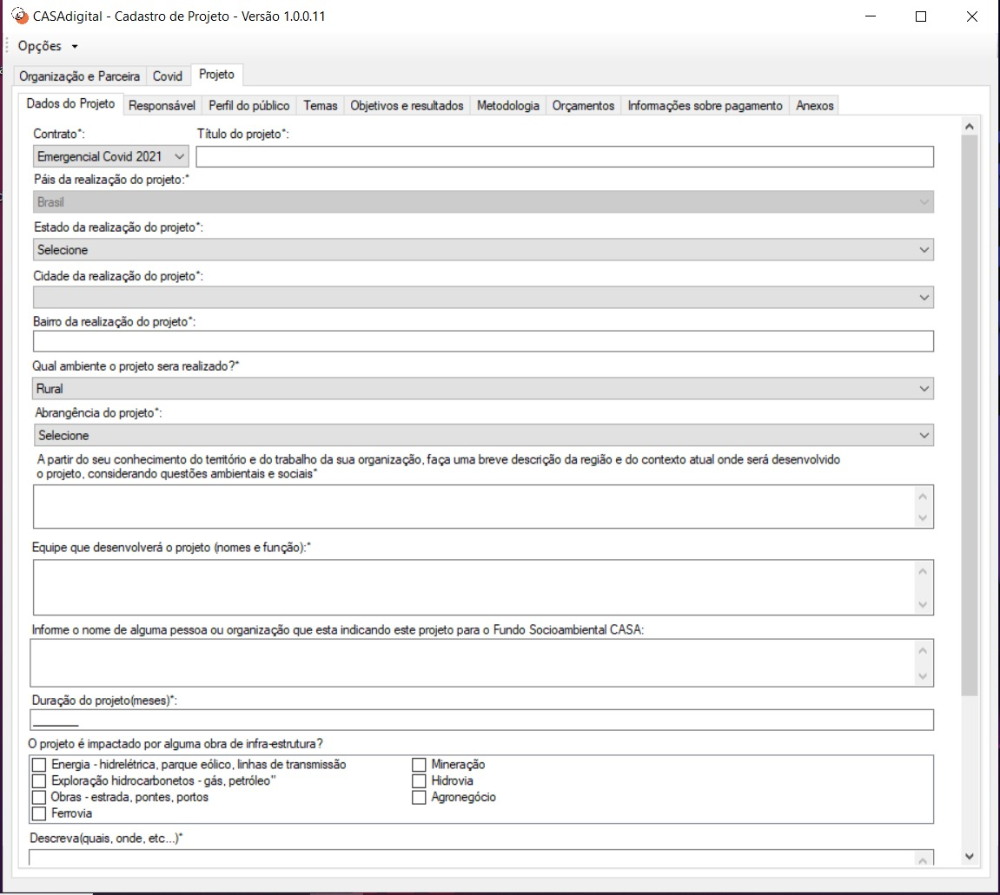 CASAdigital - Cadastro de Projeto - Versão 1.0.0.11
Opções
Organização e Parceira Covid Projeto
Dados do Projeto Responsável Perfil do público Temas Objetivos e resultados Metodologia Orçamentos Informações sobre pagamento Anexos
Contrato*: Título do projeto*:
Emergencial Covid 2021
Páis da realização do projeto:*
Brasil
Estado da realização do projeto*:
Selecione
Cidade da realização do projeto*:
Bairro da realização do projeto*:
Qual ambiente o projeto sera realizado?*
Rural
Abrangência do projeto*:
Selecione
A partir do seu conhecimento do território e do trabalho da sua organização, faça uma breve descrição da região e do contexto atual onde será desenvolvido
o projeto, considerando questões ambientais e sociais*
Equipe que desenvolverá o projeto (nomes e função):*
Informe o nome de alguma pessoa ou organização que esta indicando este projeto para o Fundo Socioambiental CASA:
Duração do projeto(meses)*:
O projeto é impactado por alguma obra de infra-estrutura?
Energia - hidrelétrica, parque eólico, linhas de transmissão Mineração
Exploração hidrocarbonetos - gás, petróleo" Hidrovia
Obras - estrada, pontes, portos Agronegócio
Ferrovia
Descreva(quais, onde, etc...)*